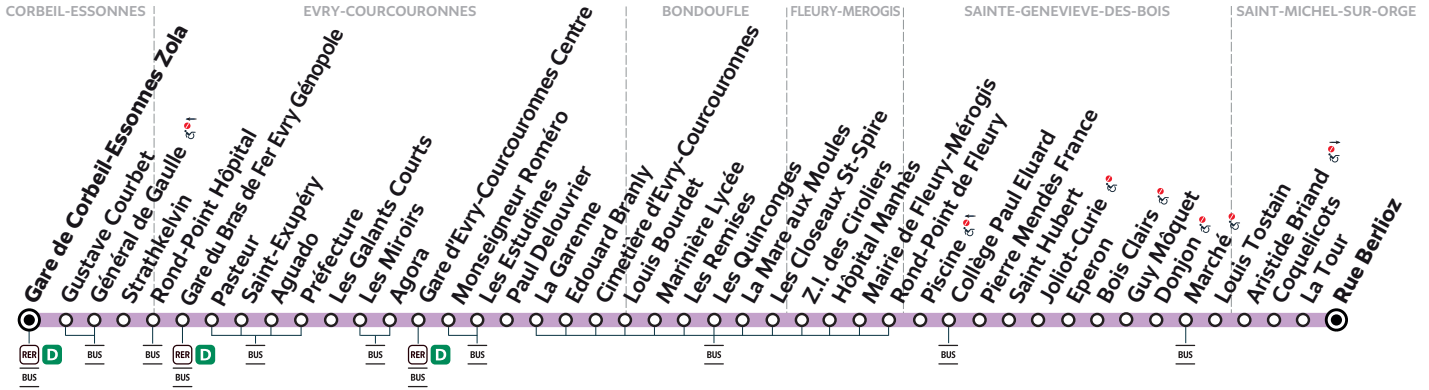 CORBEIL-ESSONNES
EVRY-COURCOURONNES
BONDOUFLE
FLEURY-MEROGIS
SAINTE-GENEVIEVE-DES-BOIS
SAINT-MICHEL-SUR-ORGE
Gare de Corbeil-Essonnes Zola
Gustave Courbet
Général de Gaulle
Strathkelvin
Rond-Point Hôpital
Gare du Bras de Fer Evry Génopole
Pasteur
Saint-Exupéry
Aguado
Préfecture
Les Galants Courts
Les Miroirs
Agora
Gare d'Evry-Courcouronnes Centre
Monseigneur Roméro
Les Estudines
Paul Delouvrier
La Garenne
Edouard Branly
Cimetière d'Evry-Courcouronnes
Louis Bourdet
Marinière Lycée
Les Remises
Les Quinconges
La Mare aux Moules
Les Closeaux St-Spire
Z.I. des Ciroliers
Hôpital Manhès
Mairie de Fleury-Mérogis
Rond-Point de Fleury
Piscine
Collège Paul Eluard
Pierre Mendès France
Saint Hubert
Joliot-Curie
Eperon
Bois Clairs
Guy Môquet
Donjon
Marché
Louis Tostain
Aristide Briand
Coquelicots
La Tour
Rue Berlioz
RER D
BUS
BUS
BUS
RER D
BUS
BUS
BUS
RER D
BUS
BUS
BUS
BUS
BUS